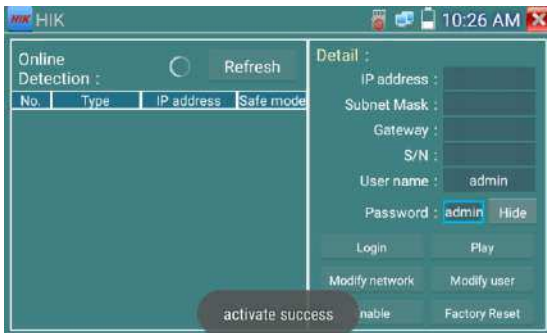 HIK HIK 10:26 AM
Online
Detection :
Refresh
No. Type IP address Safe mode
Detail :
IP address :
Subnet Mask :
Gateway :
S/N :
User name : admin
Password : admin Hide
Login Play
Modify network Modify user
nable Factory Reset
activate success